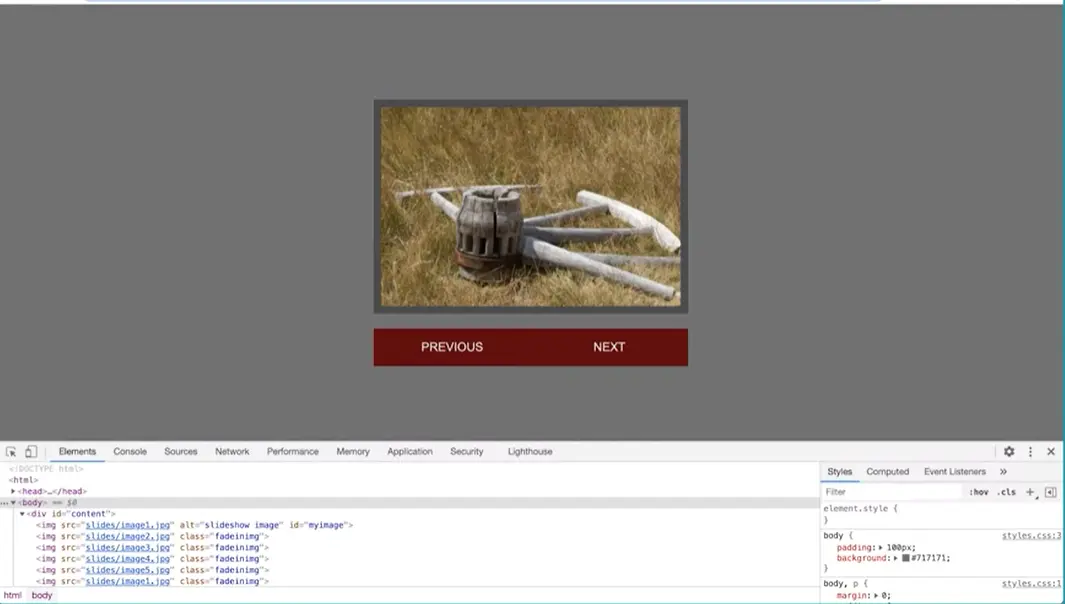 PREVIOUS NEXT
Elements Console Sources Network Performance Memory Application Security Lighthouse
<!DOCTYPE html>
<html>
<head>…</head>
… <body> == $0
<div id="content">
<img src="slides/image1.jpg" alt="slideshow image" id="myimage">
<img src="slides/image2.jpg" class="fadeinimg">
<img src="slides/image3.jpg" class="fadeinimg">
<img src="slides/image4.jpg" class="fadeinimg">
<img src="slides/image5.jpg" class="fadeinimg">
<img src="slides/image1.jpg" class="fadeinimg">
html body
Styles Computed Event Listeners »
Filter :hov .cls +
element.style {
}
body { styles.css:3
padding: 100px;
background: #717171;
}
body, p { styles.css:1
margin: 0;